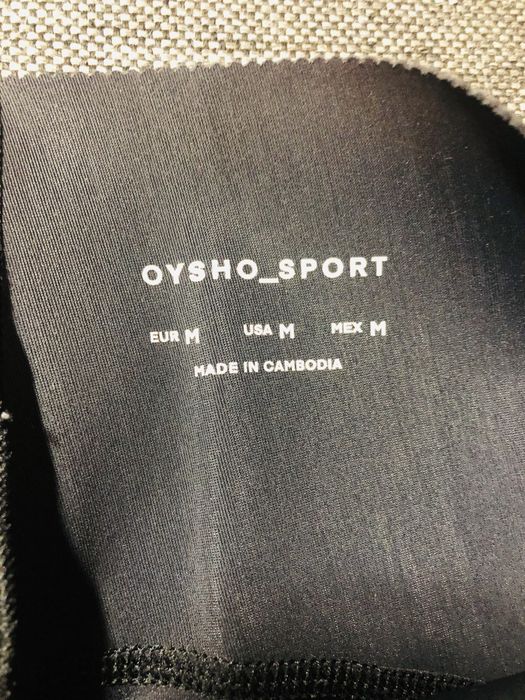 OYSHO_SPORT
EUR M USA M MEX M
MADE IN CAMBODIA